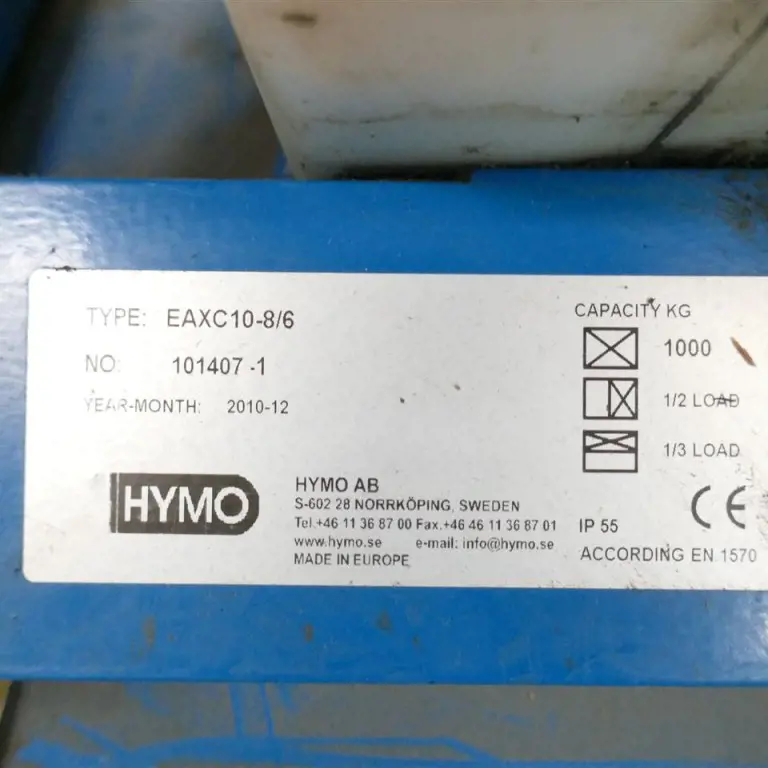 TYPE: EAXC10-8/6
NO: 101407 -1
YEAR-MONTH: 2010-12
CAPACITY KG
1000
1/2 LOAD
1/3 LOAD
HYMO
HYMO AB
S-602 28 NORRKÖPING, SWEDEN
Tel.+46 11 36 87 00 Fax.+46 46 11 36 87 01
www.hymo.se e-mail: info@hymo.se
MADE IN EUROPE
IP 55
CE
ACCORDING EN 1570